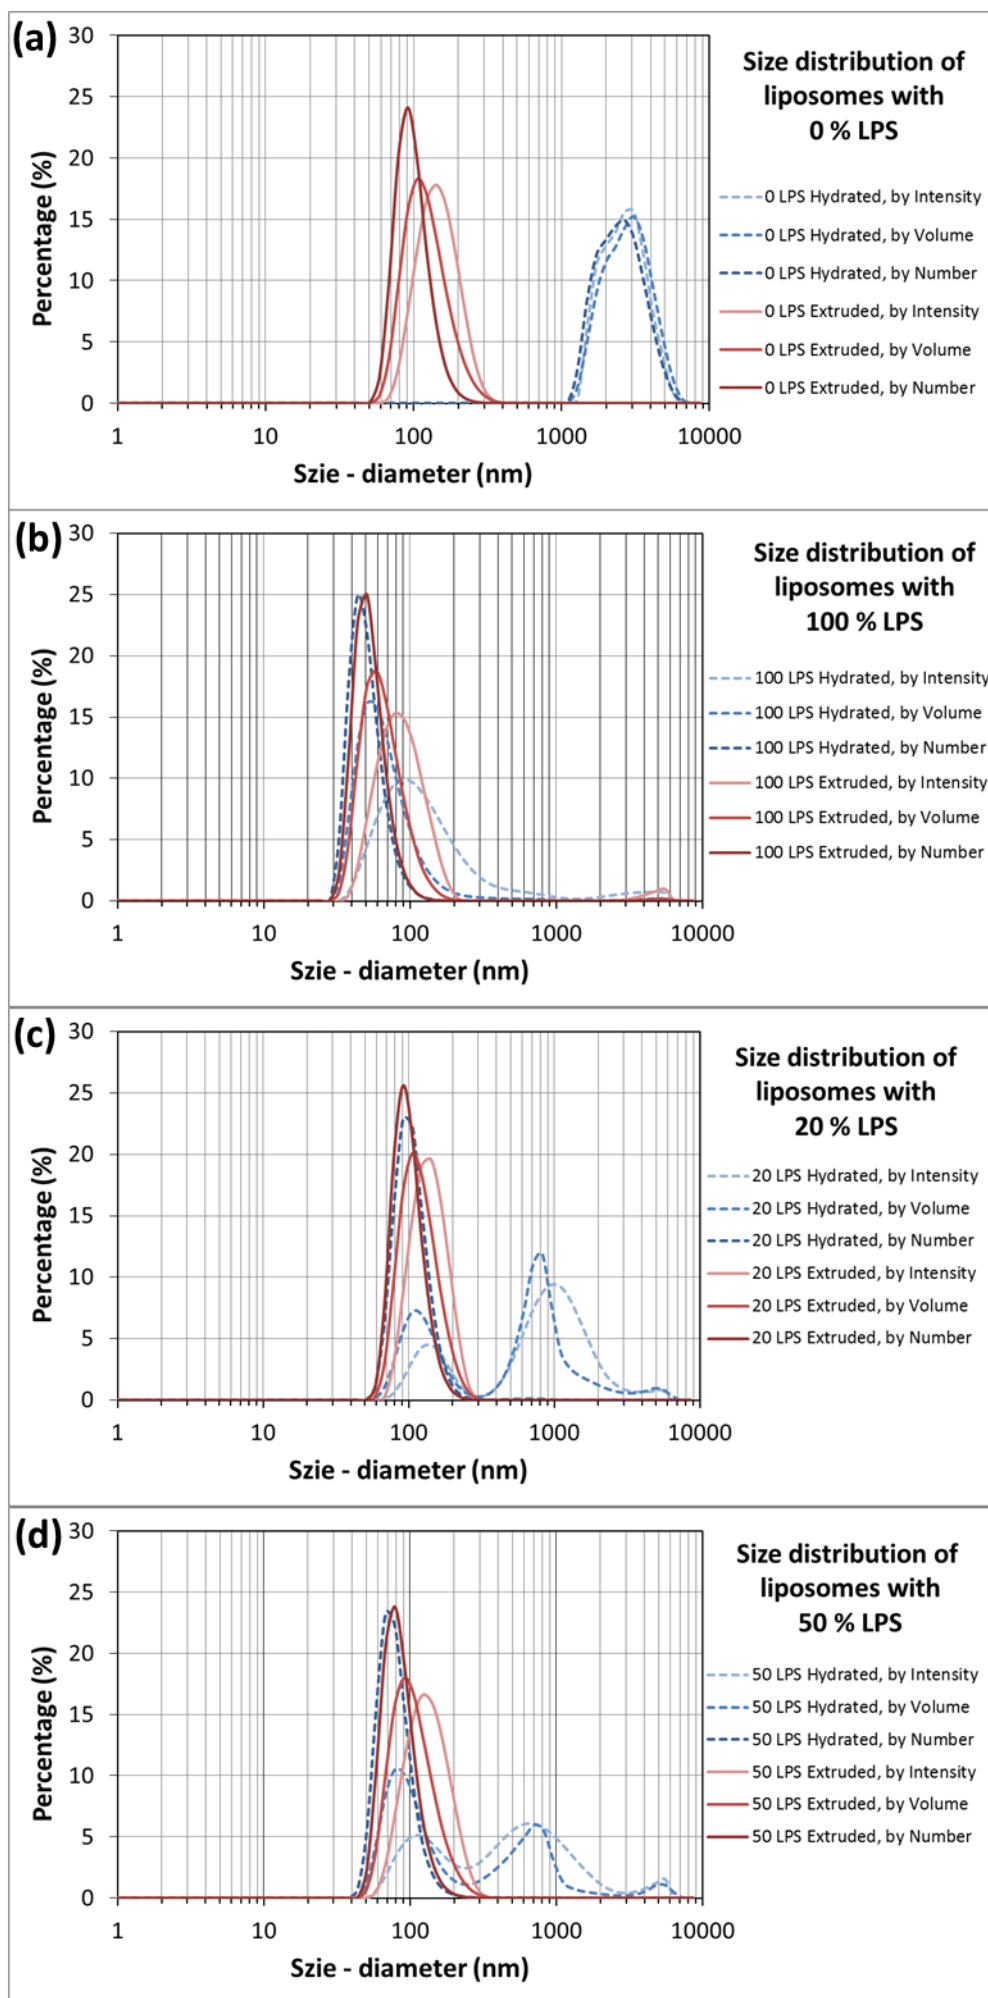 (a)
30
25
20
15
10
5
0
Percentage (%)
1 10 100 1000 10000
Szie - diameter (nm)
Size distribution of
liposomes with
0 % LPS
0 LPS Hydrated, by Intensity
0 LPS Hydrated, by Volume
0 LPS Hydrated, by Number
0 LPS Extruded, by Intensity
0 LPS Extruded, by Volume
0 LPS Extruded, by Number
(b)
30
25
20
15
10
5
0
Percentage (%)
1 10 100 1000 10000
Szie - diameter (nm)
Size distribution of
liposomes with
100 % LPS
100 LPS Hydrated, by Intensity
100 LPS Hydrated, by Volume
100 LPS Hydrated, by Number
100 LPS Extruded, by Intensity
100 LPS Extruded, by Volume
100 LPS Extruded, by Number
(c)
30
25
20
15
10
5
0
Percentage (%)
1 10 100 1000 10000
Szie - diameter (nm)
Size distribution of
liposomes with
20 % LPS
20 LPS Hydrated, by Intensity
20 LPS Hydrated, by Volume
20 LPS Hydrated, by Number
20 LPS Extruded, by Intensity
20 LPS Extruded, by Volume
20 LPS Extruded, by Number
(d)
30
25
20
15
10
5
0
Percentage (%)
1 10 100 1000 10000
Szie - diameter (nm)
Size distribution of
liposomes with
50 % LPS
50 LPS Hydrated, by Intensity
50 LPS Hydrated, by Volume
50 LPS Hydrated, by Number
50 LPS Extruded, by Intensity
50 LPS Extruded, by Volume
50 LPS Extruded, by Number